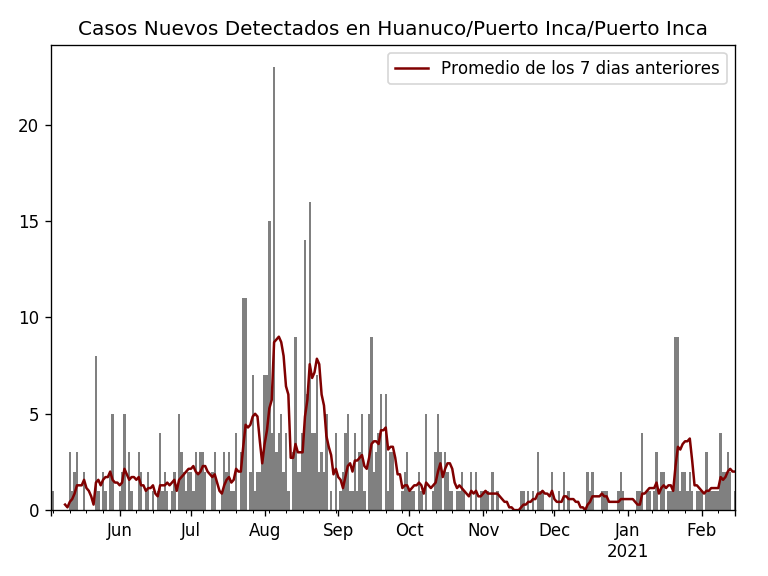 Casos Nuevos Detectados en Huanuco/Puerto Inca/Puerto Inca
Promedio de los 7 dias anteriores
20
15
10
5
0
Jun Jul Aug Sep Oct Nov Dec Jan Feb
2021